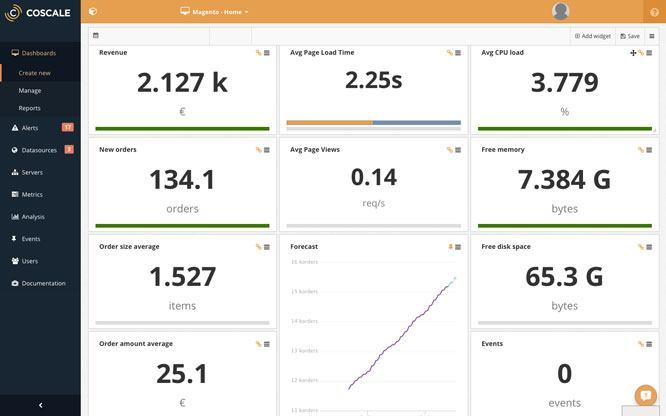 COSCALE
Magento - Home
Dashboards
Create new
Manage
Reports
Alerts 17
Datasources 3
Servers
Metrics
Analysis
Events
Users
Documentation
Add widget Save
Revenue
2.127 k
€
Avg Page Load Time
2.25s
Avg CPU load
3.779
%
New orders
134.1
orders
Avg Page Views
0.14
req/s
Free memory
7.384 G
bytes
Order size average
1.527
items
Forecast
16 korders
15 korders
14 korders
13 korders
12 korders
11 korders
Free disk space
65.3 G
bytes
Order amount average
25.1
€
Events
0
events